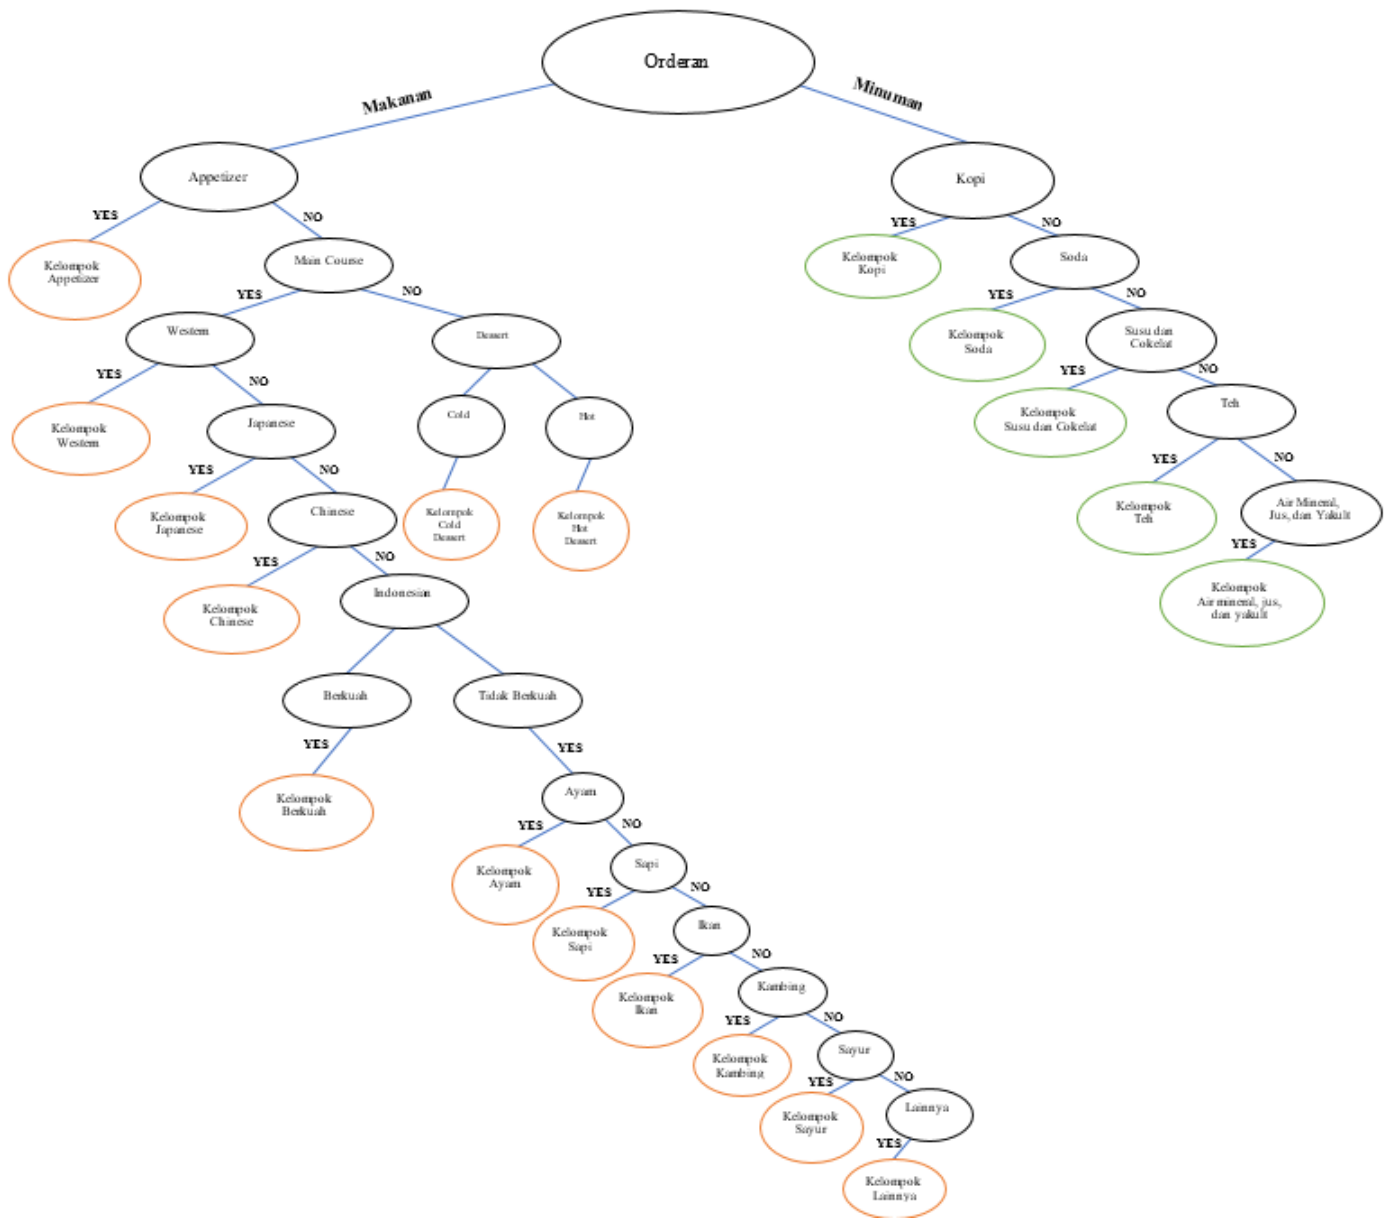 Orderan
Makanan
Minuman
Appetizer
Kopi
YES
NO
YES
NO
Kelompok
Appetizer
Main Course
Kelompok
Kopi
Soda
YES
NO
YES
NO
Western
Dessert
Kelompok
Soda
Susu dan
Cokelat
YES
NO
YES
NO
Kelompok
Western
Japanese
Cold
Hot
Kelompok
Susu dan Cokelat
Teh
YES
NO
YES
NO
Kelompok
Japanese
Chinese
Kelompok
Cold
Dessert
Kelompok
Hot
Dessert
Kelompok
Teh
Air Mineral,
Jus, dan Yakult
YES
NO
YES
Kelompok
Chinese
Indonesian
Kelompok
Air mineral, jus,
dan yakult
Berkuah
Tidak Berkuah
YES
YES
Kelompok
Berkuah
Ayam
YES
NO
Kelompok
Ayam
Sapi
YES
NO
Kelompok
Sapi
Ikan
YES
NO
Kelompok
Ikan
Kambing
YES
NO
Kelompok
Kambing
Sayur
YES
NO
Kelompok
Sayur
Lainnya
YES
Kelompok
Lainnya